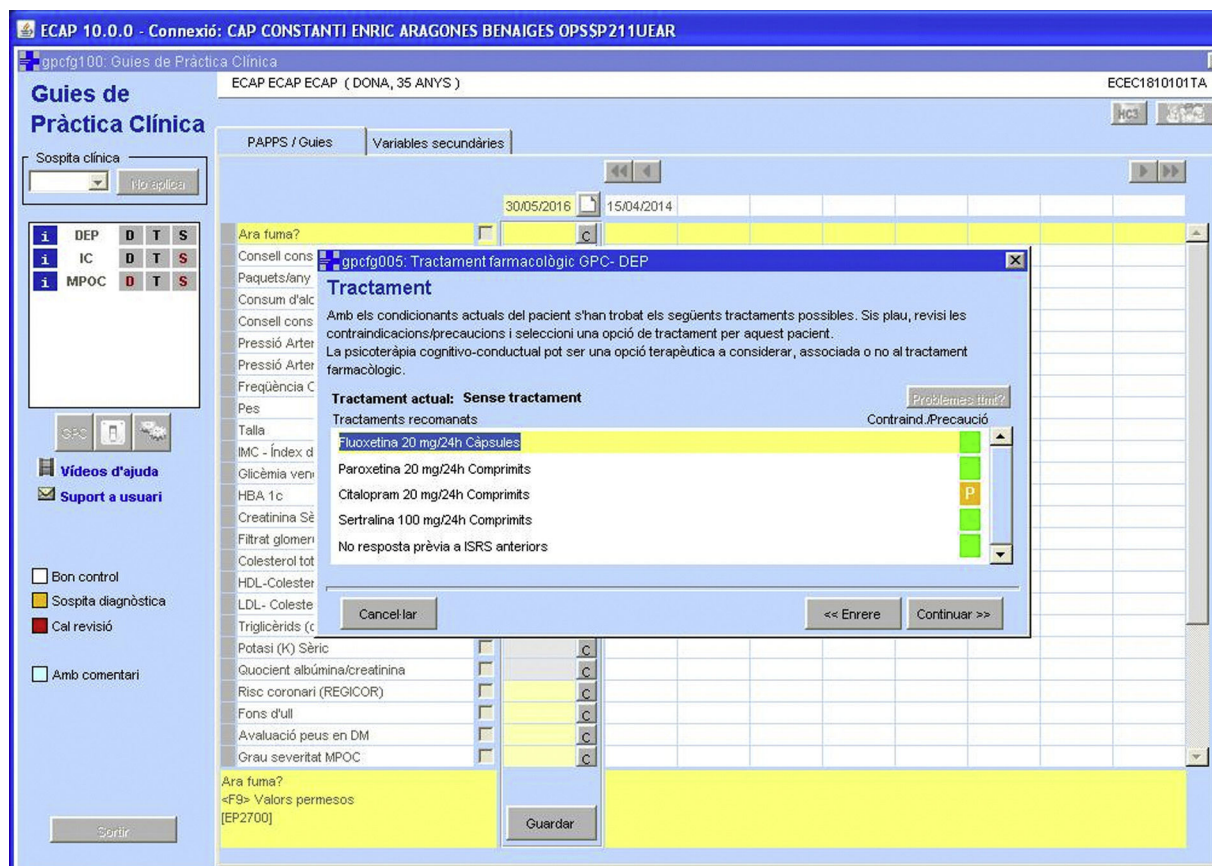 ECAP 10.0.0 - Connexió: CAP CONSTANTI ENRIC ARAGONES BENAIGES OPS$P211UEAR
gpcfg100: Guies de Pràctica Clínica
Guies de
Pràctica Clínica
ECAP ECAP ECAP ( DONA, 35 ANYS )
ECEC1810101TA
HC3
Sospita clínica
No aplica
PAPPS / Guies
Variables secundàries
30/05/2016
15/04/2014
i DEP D T S
i IC D T S
i MPOC D T S
GPC
Vídeos d'ajuda
Suport a usuari
Bon control
Sospita diagnòstica
Cal revisió
Amb comentari
Sortir
Ara fuma? C
Consell cons
Paquets/any
Consum d'alc
Consell cons
Pressió Arter
Pressió Arter
Freqüència C
Pes
Talla
IMC - Índex d
Glicèmia ven
HBA 1c
Creatinina Sè
Filtrat glomer
Colesterol tot
HDL-Colester
LDL- Coleste
Triglicèrids (c
Potasi (K) Sèric C
Quocient albúmina/creatinina C
Risc coronari (REGICOR) C
Fons d'ull C
Avaluació peus en DM C
Grau severitat MPOC C
gpcfg005: Tractament farmacològic GPC- DEP
Tractament
Amb els condicionants actuals del pacient s'han trobat els següents tractaments possibles. Sis plau, revisi les
contraindicacions/precaucions i seleccioni una opció de tractament per aquest pacient.
La psicoteràpia cognitivo-conductual pot ser una opció terapèutica a considerar, associada o no al tractament
farmacòlogic.
Tractament actual: Sense tractament
Problemes ttmt?
Tractaments recomanats
Contraind./Precaució
Fluoxetina 20 mg/24h Càpsules
Paroxetina 20 mg/24h Comprimits
Citalopram 20 mg/24h Comprimits P
Sertralina 100 mg/24h Comprimits
No resposta prèvia a ISRS anteriors
Cancel·lar
<< Enrere
Continuar >>
Ara fuma?
<F9> Valors permesos
[EP2700]
Guardar